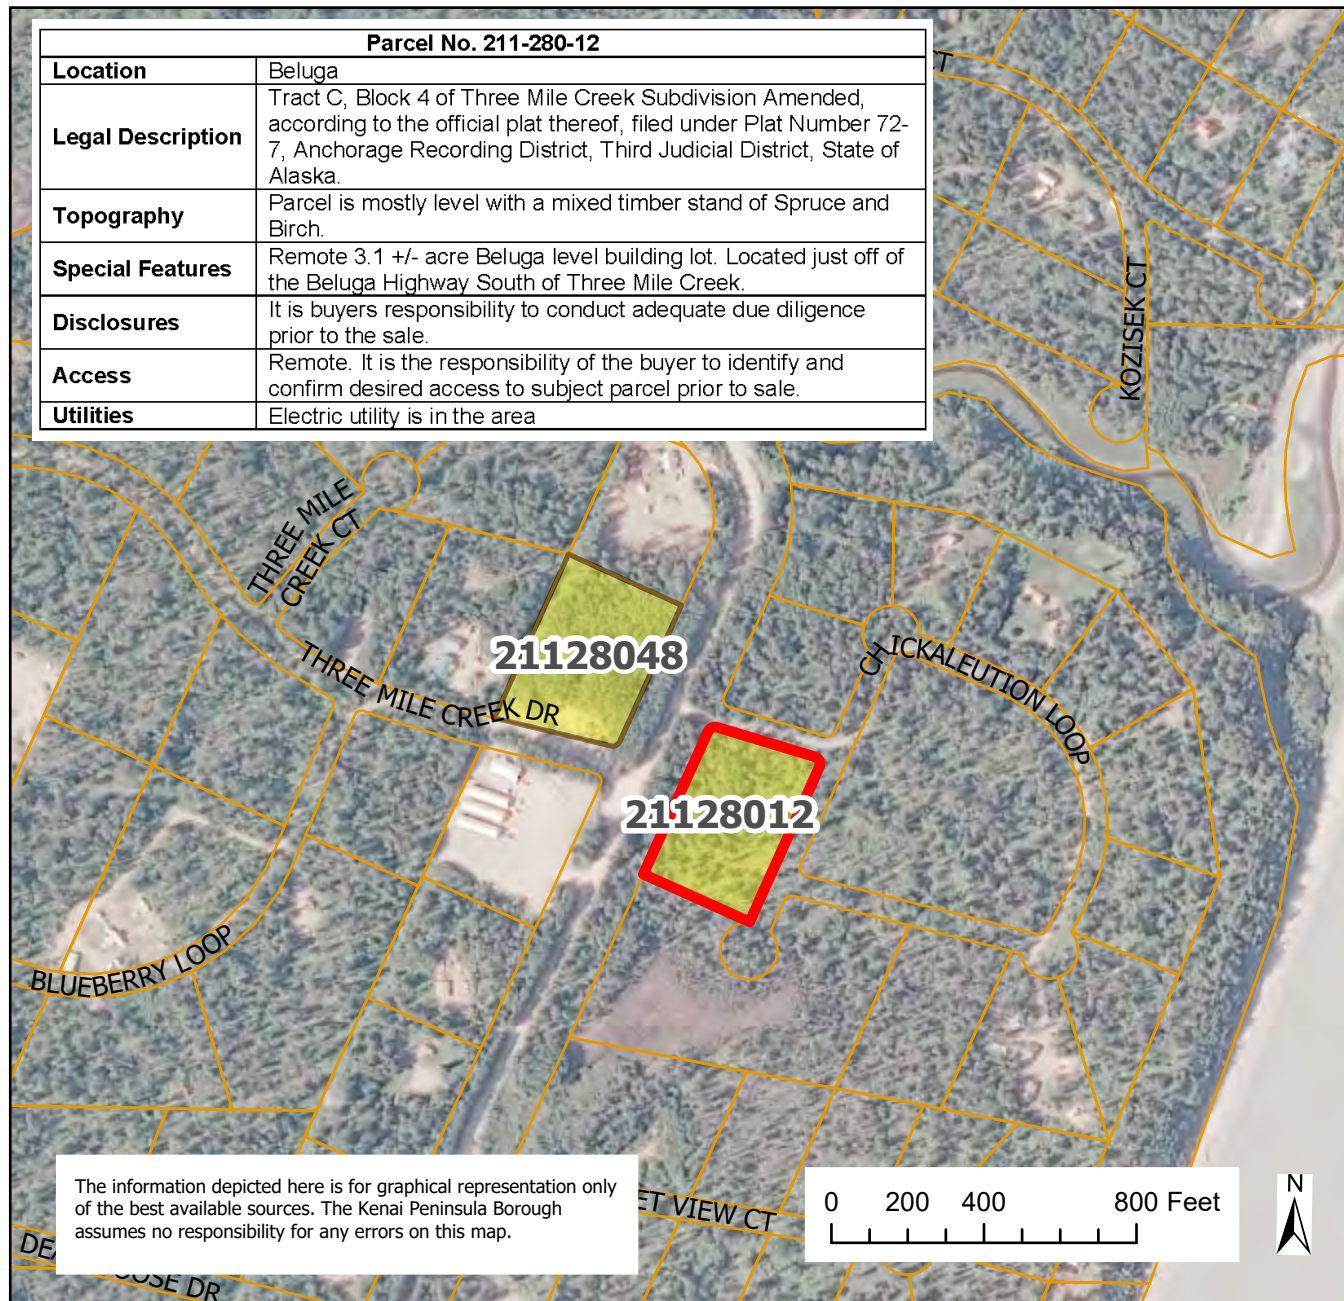 Parcel No. 211-280-12
Location Beluga
Legal Description Tract C, Block 4 of Three Mile Creek Subdivision Amended,
according to the official plat thereof, filed under Plat Number 72-
7, Anchorage Recording District, Third Judicial District, State of
Alaska.
Topography Parcel is mostly level with a mixed timber stand of Spruce and
Birch.
Special Features Remote 3.1 +/- acre Beluga level building lot. Located just off of
the Beluga Highway South of Three Mile Creek.
Disclosures It is buyers responsibility to conduct adequate due diligence
prior to the sale.
Access Remote. It is the responsibility of the buyer to identify and
confirm desired access to subject parcel prior to sale.
Utilities Electric utility is in the area
CT
KOZISEK CT
THREE MILE
CREEK CT
21128048
THREE MILE CREEK DR
CHICKALEUTION LOOP
21128012
BLUEBERRY LOOP
The information depicted here is for graphical representation only
of the best available sources. The Kenai Peninsula Borough
assumes no responsibility for any errors on this map.
ET VIEW CT
0 200 400 800 Feet
N
DR